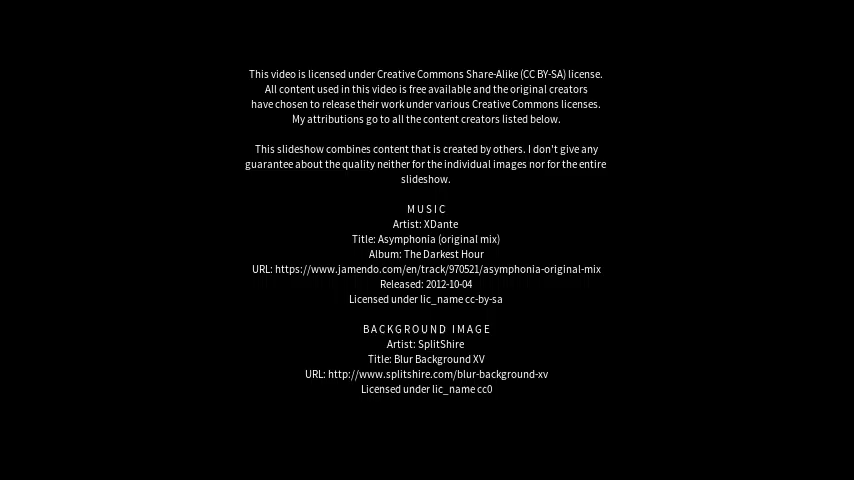 This video is licensed under Creative Commons Share-Alike (CC BY-SA) license.
All content used in this video is free available and the original creators
have chosen to release their work under various Creative Commons licenses.
My attributions go to all the content creators listed below.
This slideshow combines content that is created by others. I don't give any
guarantee about the quality neither for the individual images nor for the entire
slideshow.
MUSIC
Artist: XDante
Title: Asymphonia (original mix)
Album: The Darkest Hour
URL: https://www.jamendo.com/en/track/970521/asymphonia-original-mix
Released: 2012-10-04
Licensed under lic_name cc-by-sa
BACKGROUND IMAGE
Artist: SplitShire
Title: Blur Background XV
URL: http://www.splitshire.com/blur-background-xv
Licensed under lic_name cc0